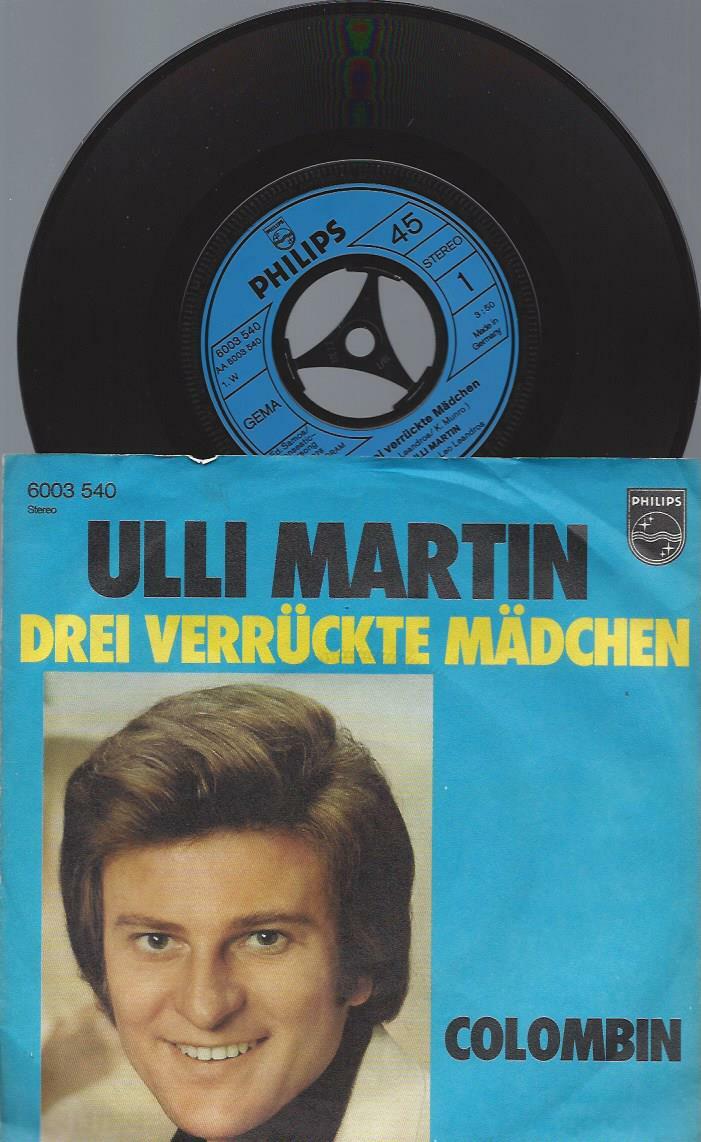 PHILIPS
45
STEREO
1
3:50
Made in
Germany
6003 540
AA 6003 540
1. W
GEMA
verrückte Mädchen
Leandros/K. Munro)
MARTIN
Leo Leandros
6003 540
Stereo
PHILIPS
ULLI MARTIN
DREI VERRÜCKTE MÄDCHEN
COLOMBIN